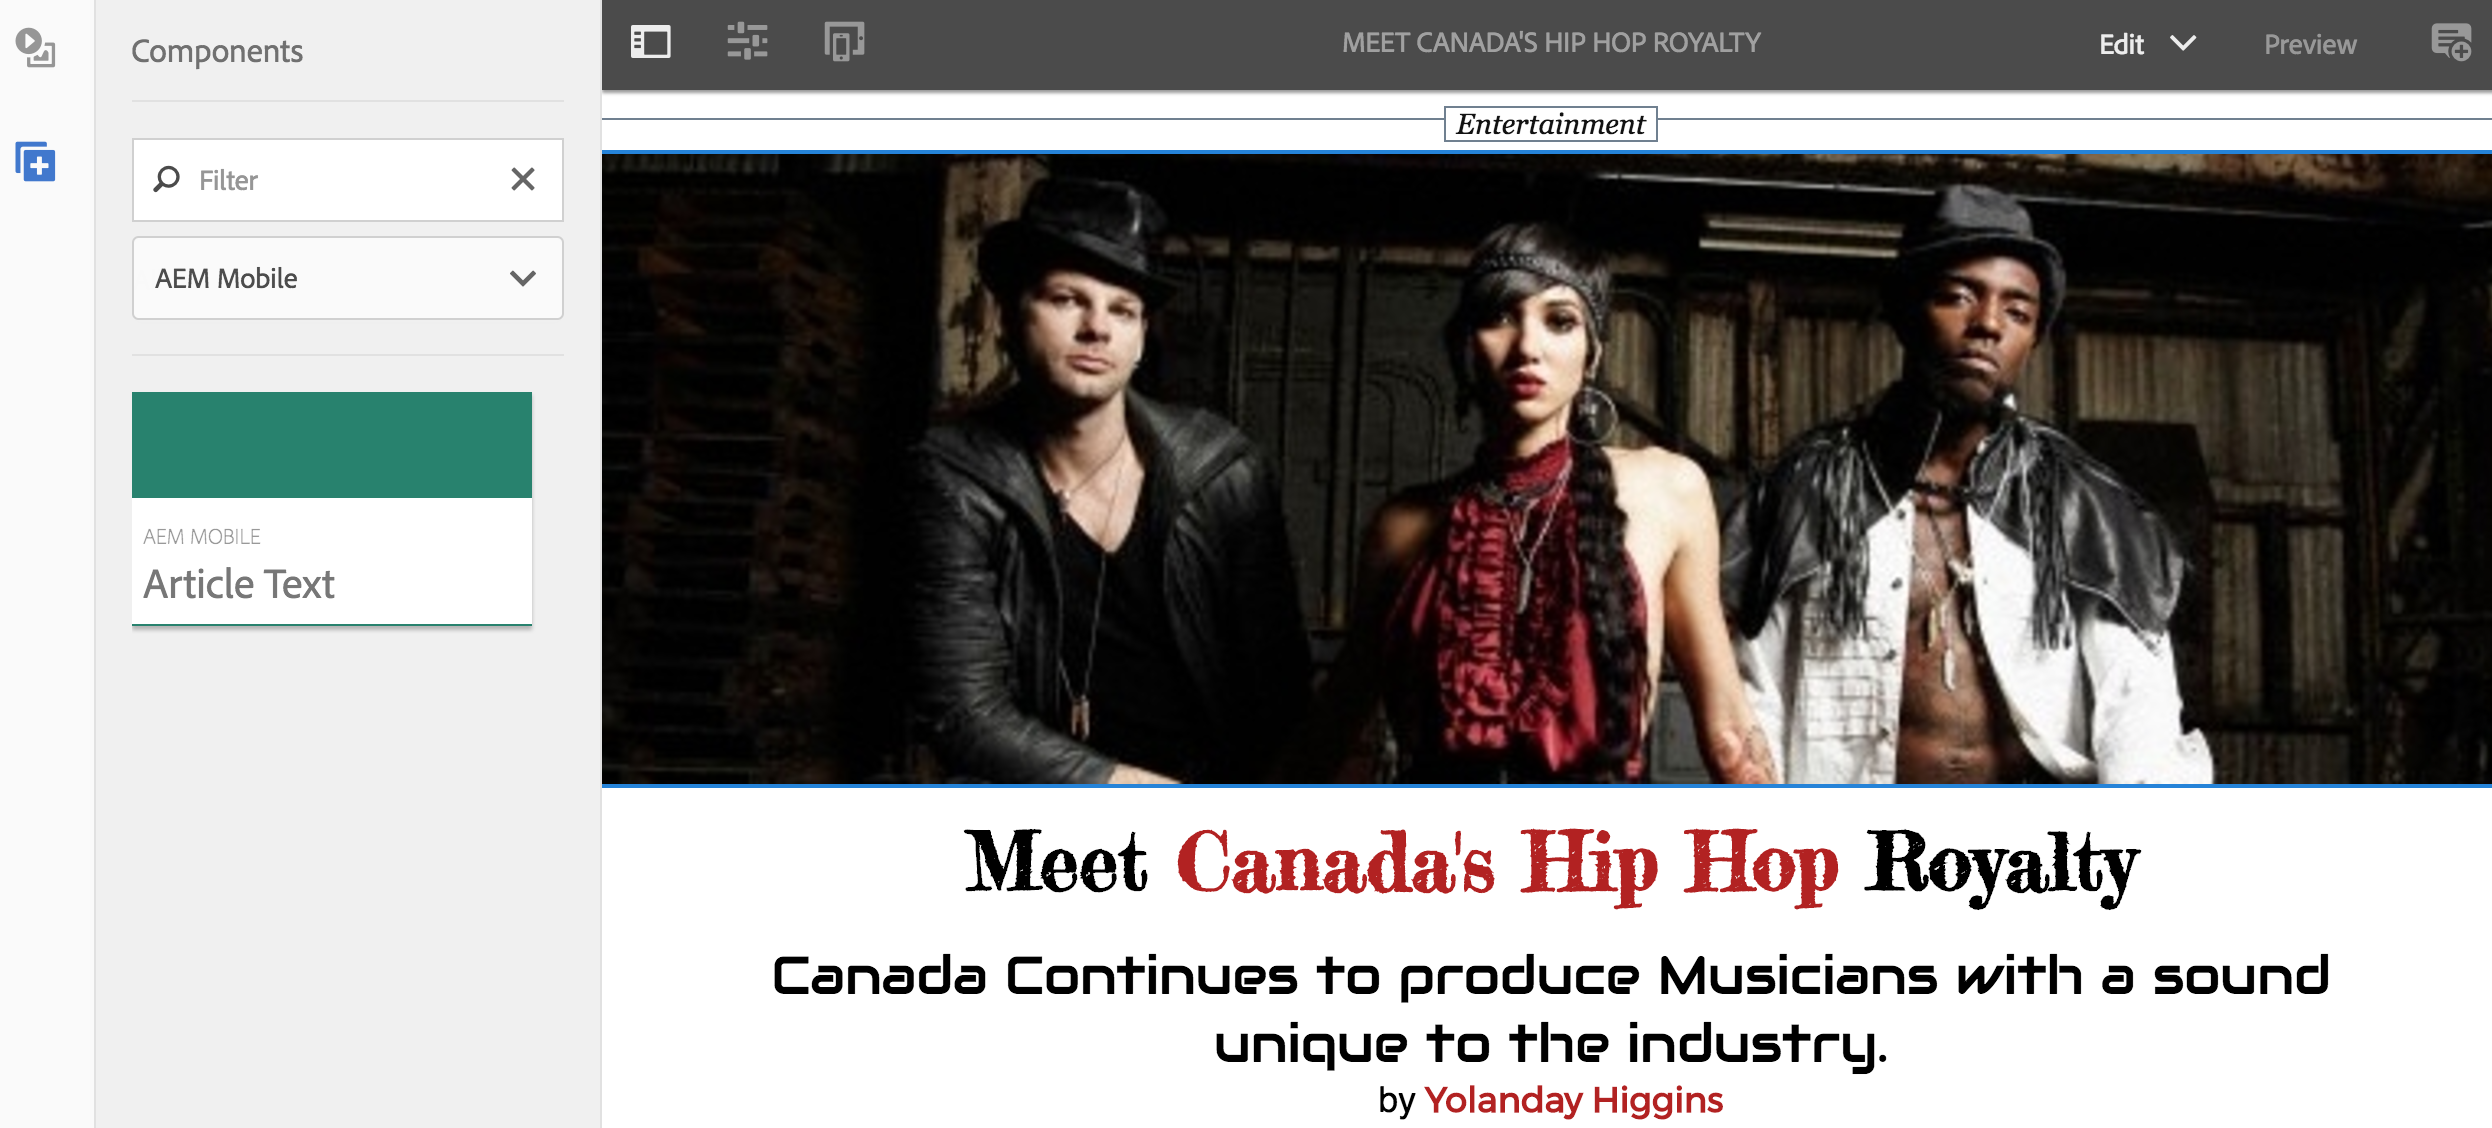 Components
Filter
AEM Mobile
AEM MOBILE
Article Text
MEET CANADA'S HIP HOP ROYALTY
Edit
Preview
Entertainment
Meet Canada's Hip Hop Royalty
Canada Continues to produce Musicians with a sound
unique to the industry.
by Yolanday Higgins